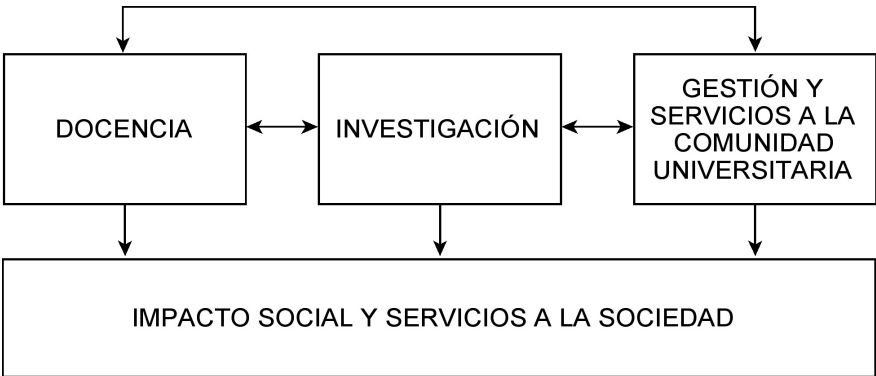 DOCENCIA
INVESTIGACIÓN
GESTIÓN Y
SERVICIOS A LA
COMUNIDAD
UNIVERSITARIA
IMPACTO SOCIAL Y SERVICIOS A LA SOCIEDAD